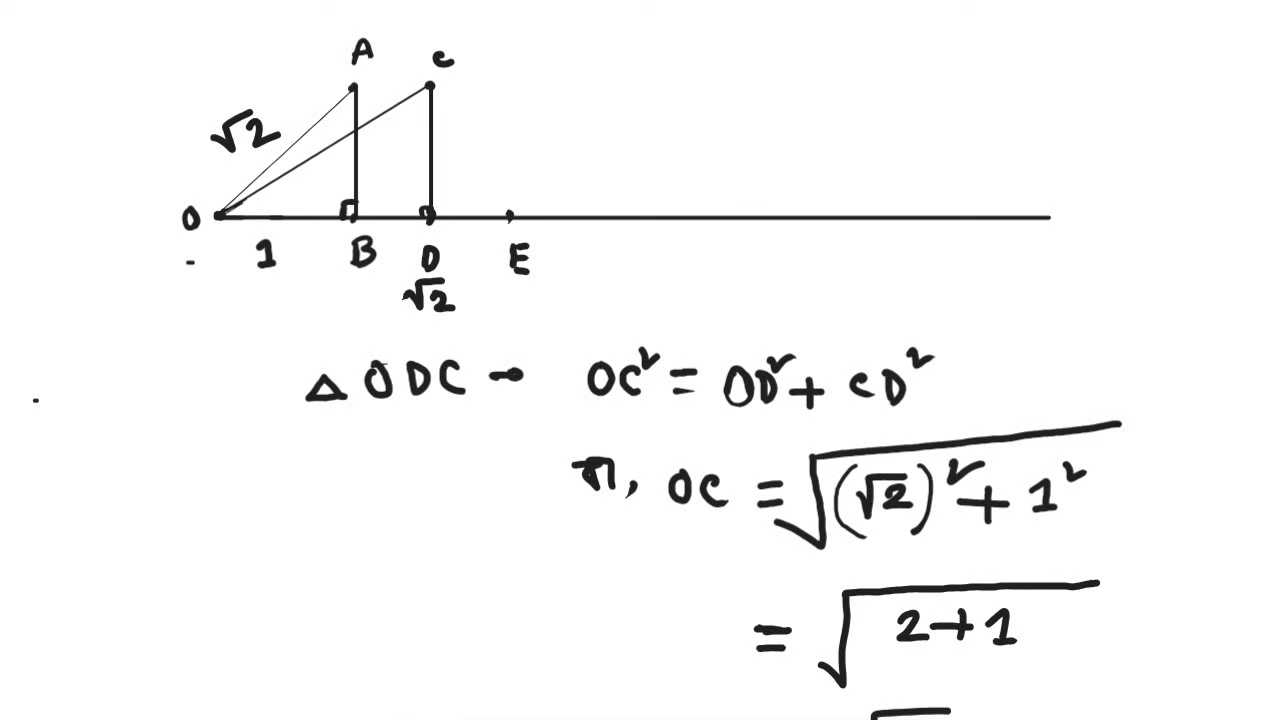 A C
√2
O 1 B D E
√2
△ ODC → OC² = OD² + CD²
বা, OC = √((√2)² + 1²)
= √(2+1)